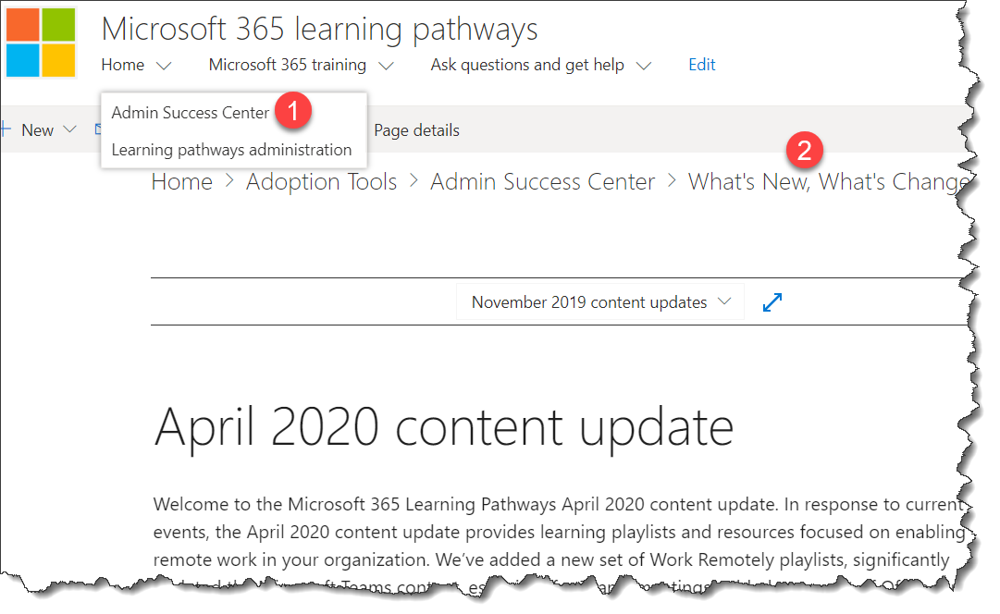 Microsoft 365 learning pathways
Home Microsoft 365 training Ask questions and get help Edit
Admin Success Center 1
New Page details
Learning pathways administration
2
Home > Adoption Tools > Admin Success Center > What's New, What's Change
November 2019 content updates
April 2020 content update
Welcome to the Microsoft 365 Learning Pathways April 2020 content update. In response to current
events, the April 2020 content update provides learning playlists and resources focused on enabling
remote work in your organization. We've added a new set of Work Remotely playlists, significantly